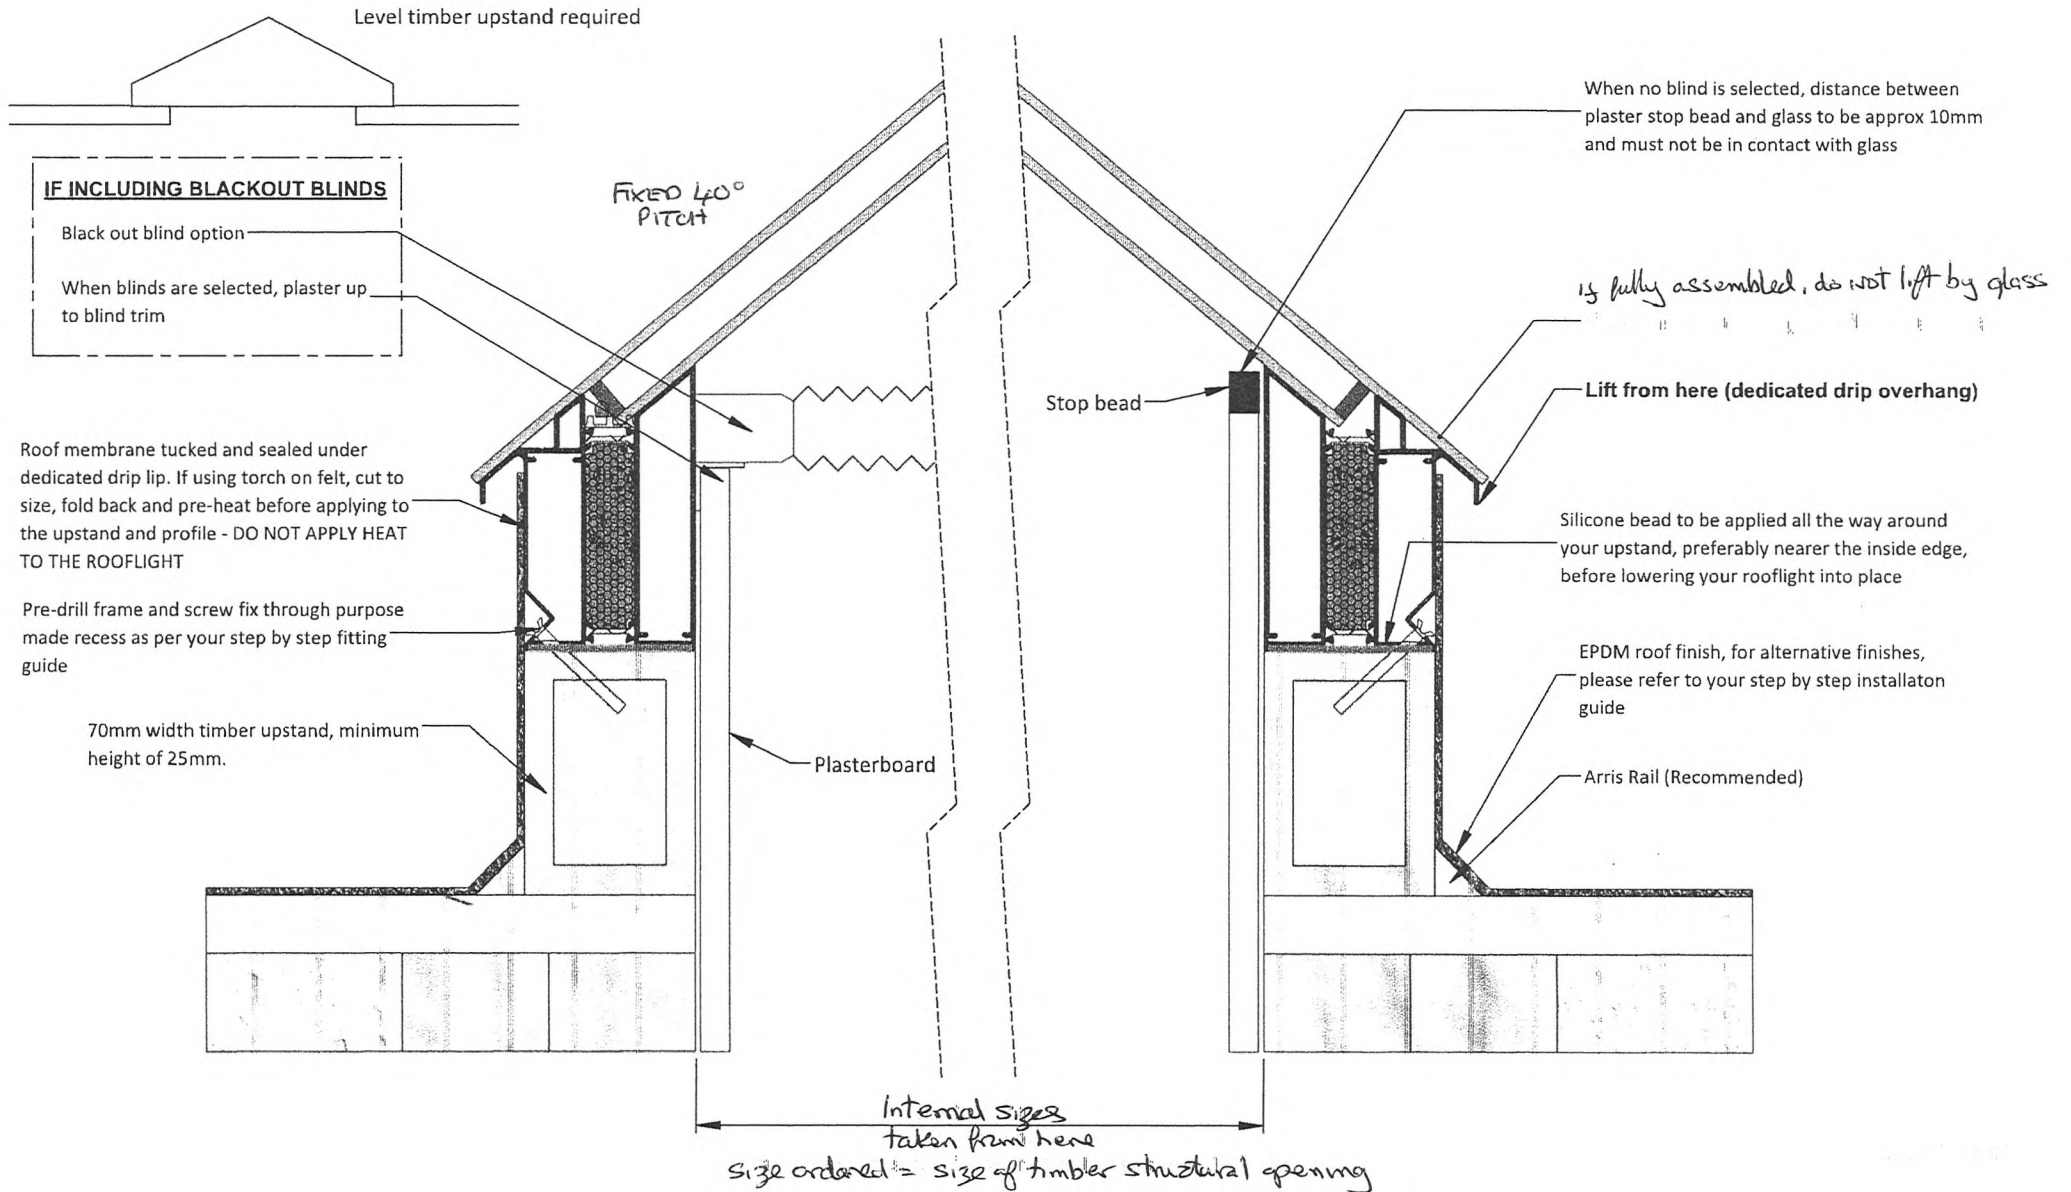 Level timber upstand required
IF INCLUDING BLACKOUT BLINDS
Black out blind option
When blinds are selected, plaster up
to blind trim
FIXED 40°
PITCH
When no blind is selected, distance between
plaster stop bead and glass to be approx 10mm
and must not be in contact with glass
If fully assembled, do not lift by glass
Lift from here (dedicated drip overhang)
Stop bead
Roof membrane tucked and sealed under
dedicated drip lip. If using torch on felt, cut to
size, fold back and pre-heat before applying to
the upstand and profile - DO NOT APPLY HEAT
TO THE ROOFLIGHT
Pre-drill frame and screw fix through purpose
made recess as per your step by step fitting
guide
70mm width timber upstand, minimum
height of 25mm.
Plasterboard
Silicone bead to be applied all the way around
your upstand, preferably nearer the inside edge,
before lowering your rooflight into place
EPDM roof finish, for alternative finishes,
please refer to your step by step installaton
guide
Arris Rail (Recommended)
Internal sizes
taken from here
size ordered = size of timber structural opening